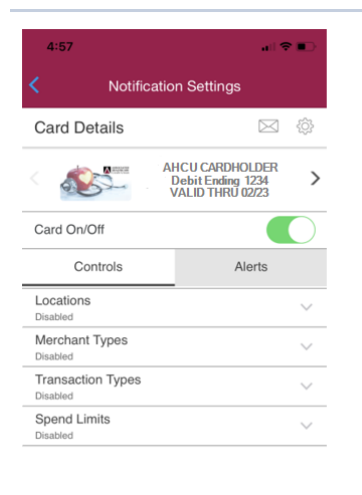 4:57
Notification Settings
Card Details
AHCU CARDHOLDER
Debit Ending 1234
VALID THRU 02/23
Card On/Off
Controls
Alerts
Locations
Disabled
Merchant Types
Disabled
Transaction Types
Disabled
Spend Limits
Disabled